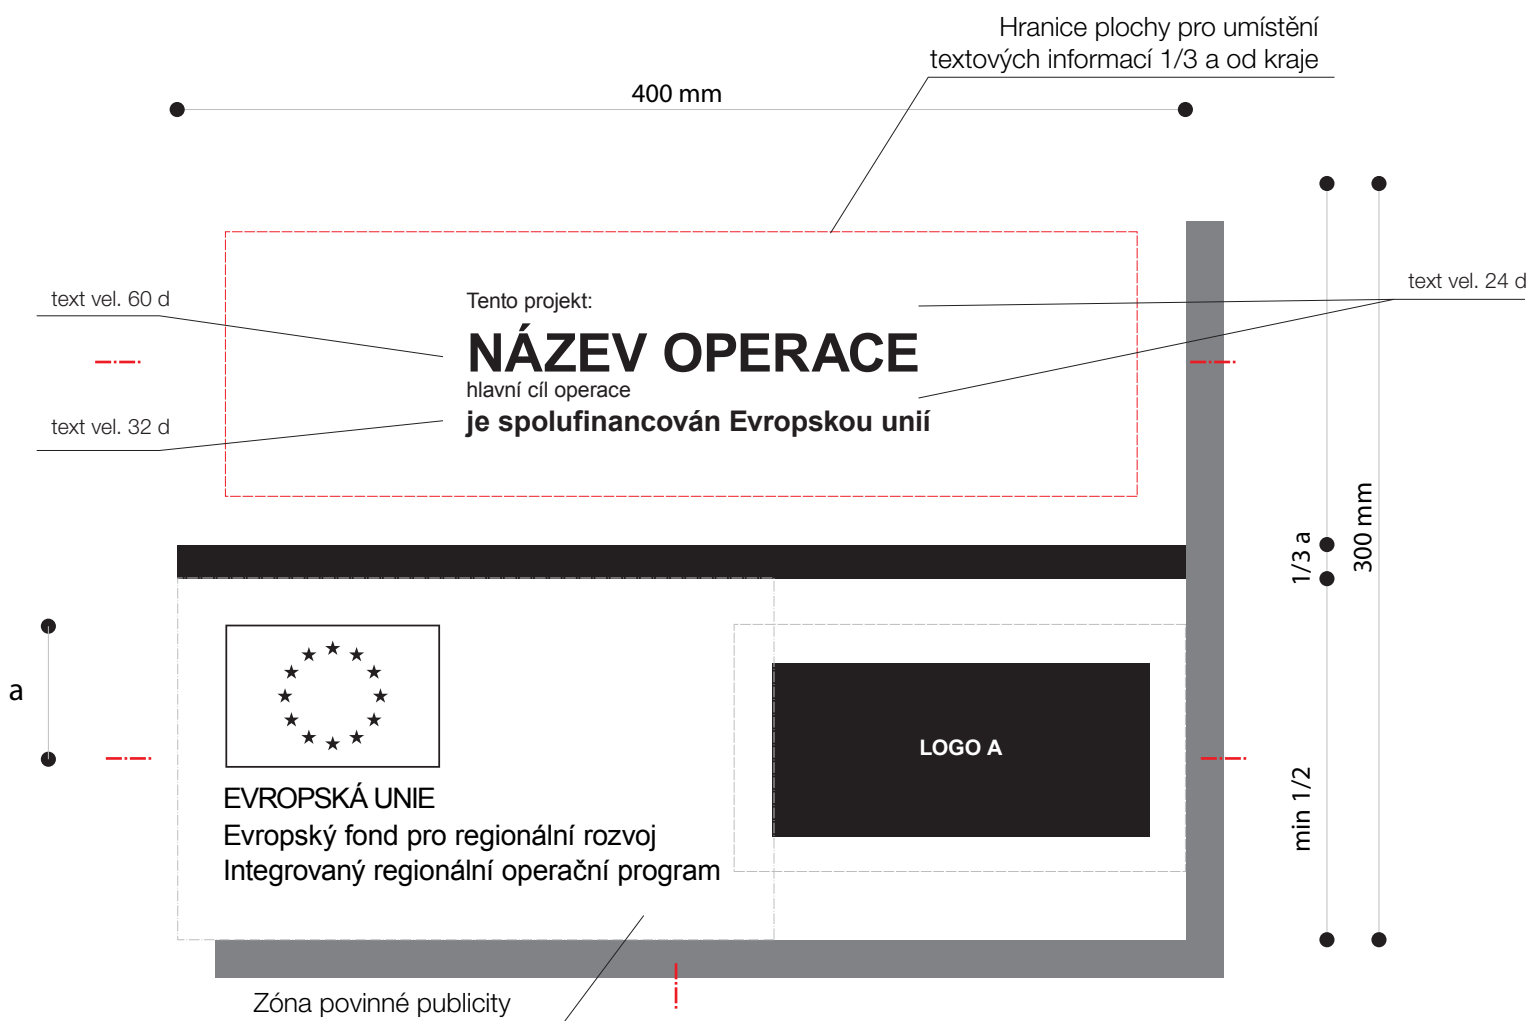 Hranice plochy pro umístění
textových informací 1/3 a od kraje
400 mm
text vel. 60 d
Tento projekt:
text vel. 24 d
NÁZEV OPERACE
hlavní cíl operace
text vel. 32 d
je spolufinancován Evropskou unií
1/3 a
300 mm
a
LOGO A
EVROPSKÁ UNIE
Evropský fond pro regionální rozvoj
Integrovaný regionální operační program
min 1/2
Zóna povinné publicity